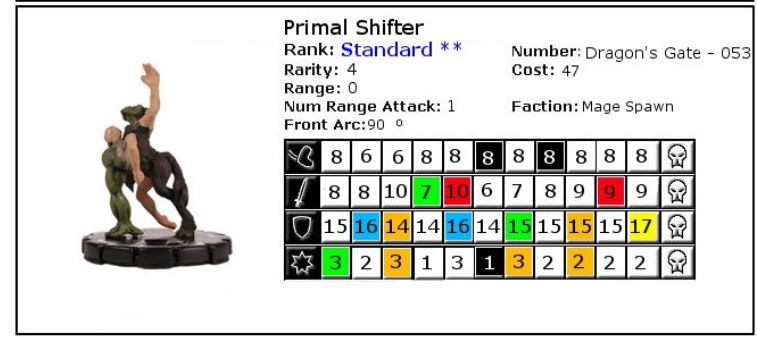 Primal Shifter
Rank: Standard **
Number: Dragon's Gate - 053
Rarity: 4
Cost: 47
Range: 0
Num Range Attack: 1
Faction: Mage Spawn
Front Arc:90 °
8 6 6 8 8 8 8 8 8 8 8
8 8 10 7 10 6 7 8 9 9 9
15 16 14 14 16 14 15 15 15 15 17
3 2 3 1 3 1 3 2 2 2 2